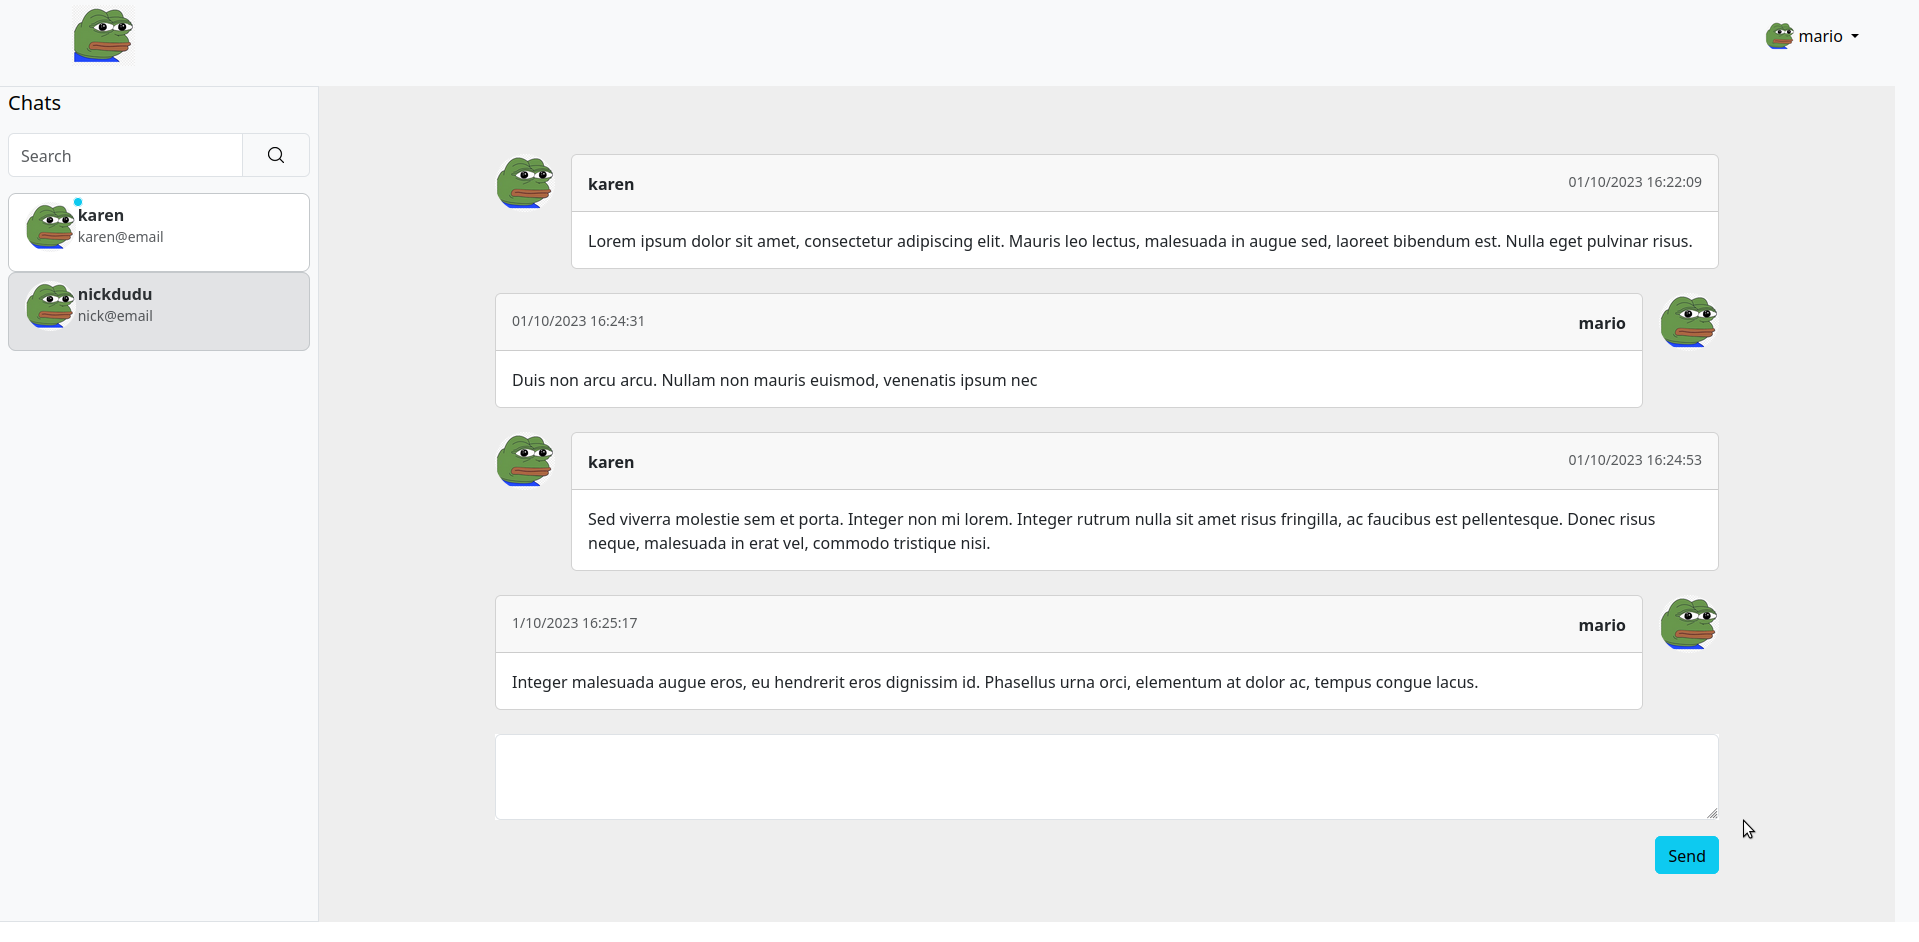 mario
Chats
Search
karen
karen@email
nickdudu
nick@email
karen 01/10/2023 16:22:09
Lorem ipsum dolor sit amet, consectetur adipiscing elit. Mauris leo lectus, malesuada in augue sed, laoreet bibendum est. Nulla eget pulvinar risus.
01/10/2023 16:24:31 mario
Duis non arcu arcu. Nullam non mauris euismod, venenatis ipsum nec
karen 01/10/2023 16:24:53
Sed viverra molestie sem et porta. Integer non mi lorem. Integer rutrum nulla sit amet risus fringilla, ac faucibus est pellentesque. Donec risus
neque, malesuada in erat vel, commodo tristique nisi.
1/10/2023 16:25:17 mario
Integer malesuada augue eros, eu hendrerit eros dignissim id. Phasellus urna orci, elementum at dolor ac, tempus congue lacus.
Send